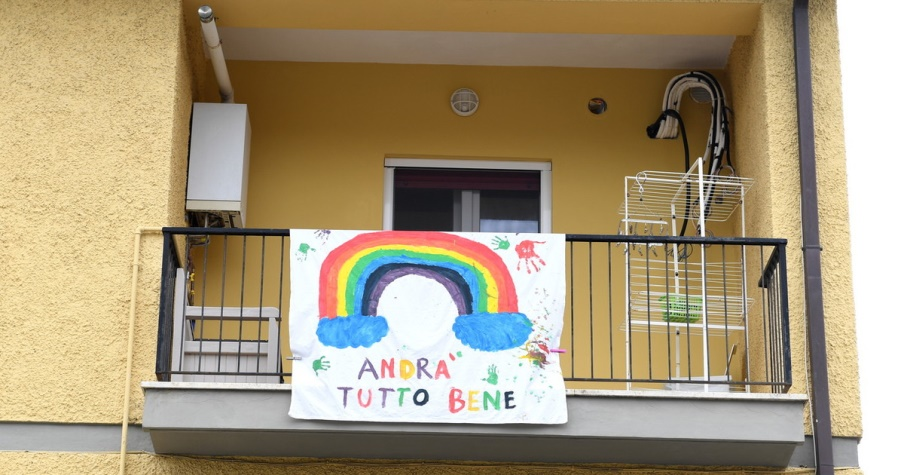 ANDRA'
TUTTO BENE